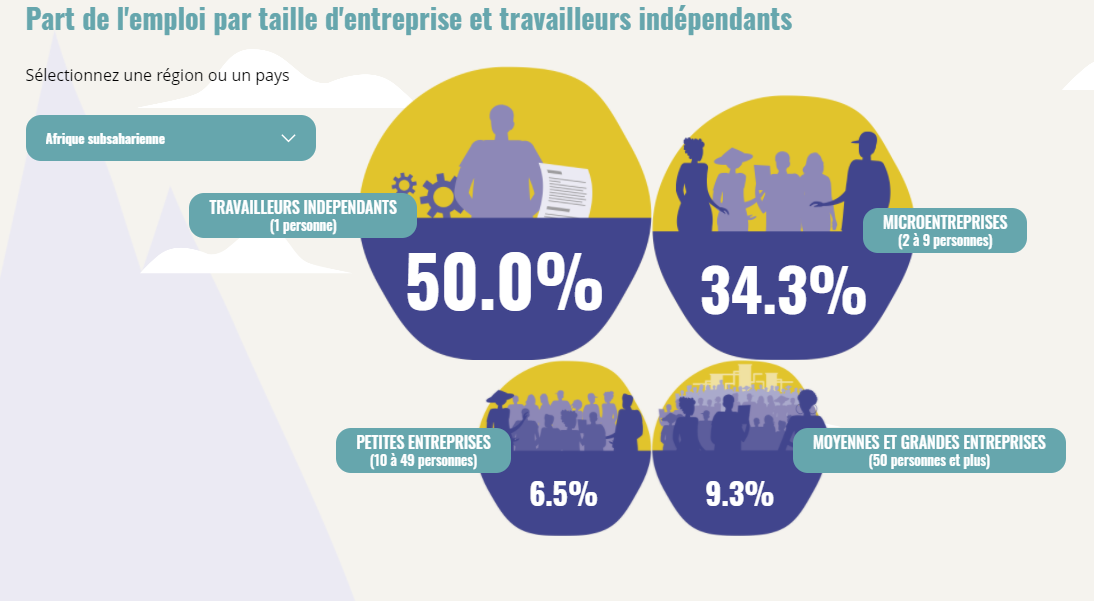 Part de l'emploi par taille d'entreprise et travailleurs indépendants
Sélectionnez une région ou un pays
Afrique subsaharienne
TRAVAILLEURS INDEPENDANTS
(1 personne)
50.0%
MICROENTREPRISES
(2 à 9 personnes)
34.3%
PETITES ENTREPRISES
(10 à 49 personnes)
6.5%
MOYENNES ET GRANDES ENTREPRISES
(50 personnes et plus)
9.3%